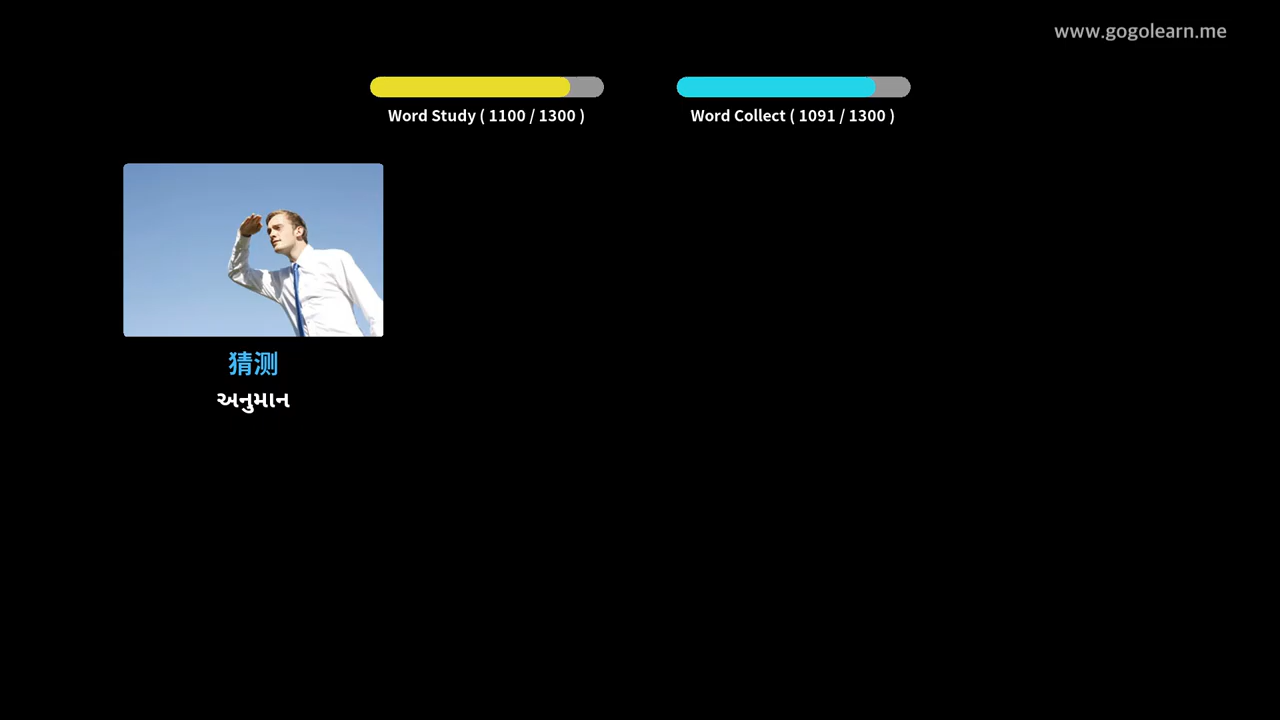 www.gogolearn.me
Word Study ( 1100 / 1300 )
Word Collect ( 1091 / 1300 )
猜测
અનુમાન